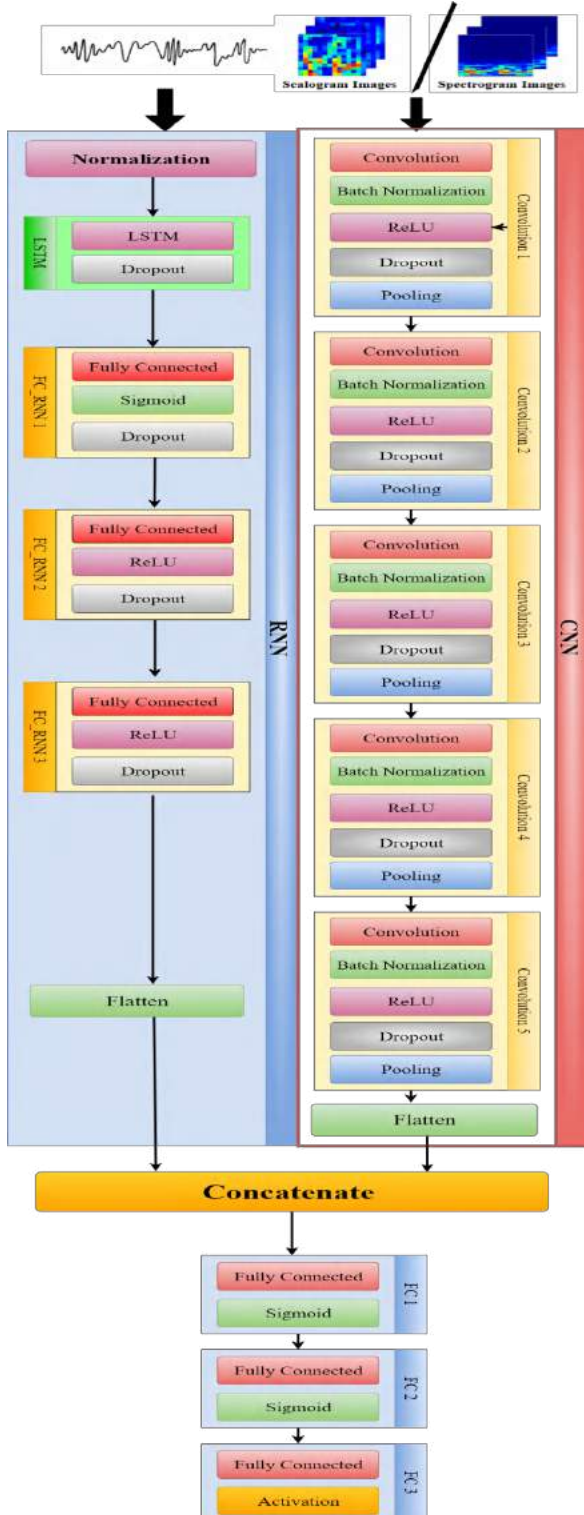 Scalogram Images
Spectrogram Images
Normalization
LSTM
LSTM
Dropout
FC_RNN 1
Fully Connected
Sigmoid
Dropout
FC_RNN 2
Fully Connected
ReLU
Dropout
FC_RNN 3
Fully Connected
ReLU
Dropout
Flatten
RNN
Convolution
Batch Normalization
ReLU
Dropout
Pooling
Convolution 1
Convolution
Batch Normalization
ReLU
Dropout
Pooling
Convolution 2
Convolution
Batch Normalization
ReLU
Dropout
Pooling
Convolution 3
Convolution
Batch Normalization
ReLU
Dropout
Pooling
Convolution 4
Convolution
Batch Normalization
ReLU
Dropout
Pooling
Convolution 5
Flatten
CNN
Concatenate
Fully Connected
Sigmoid
FC 1
Fully Connected
Sigmoid
FC 2
Fully Connected
Activation
FC 3